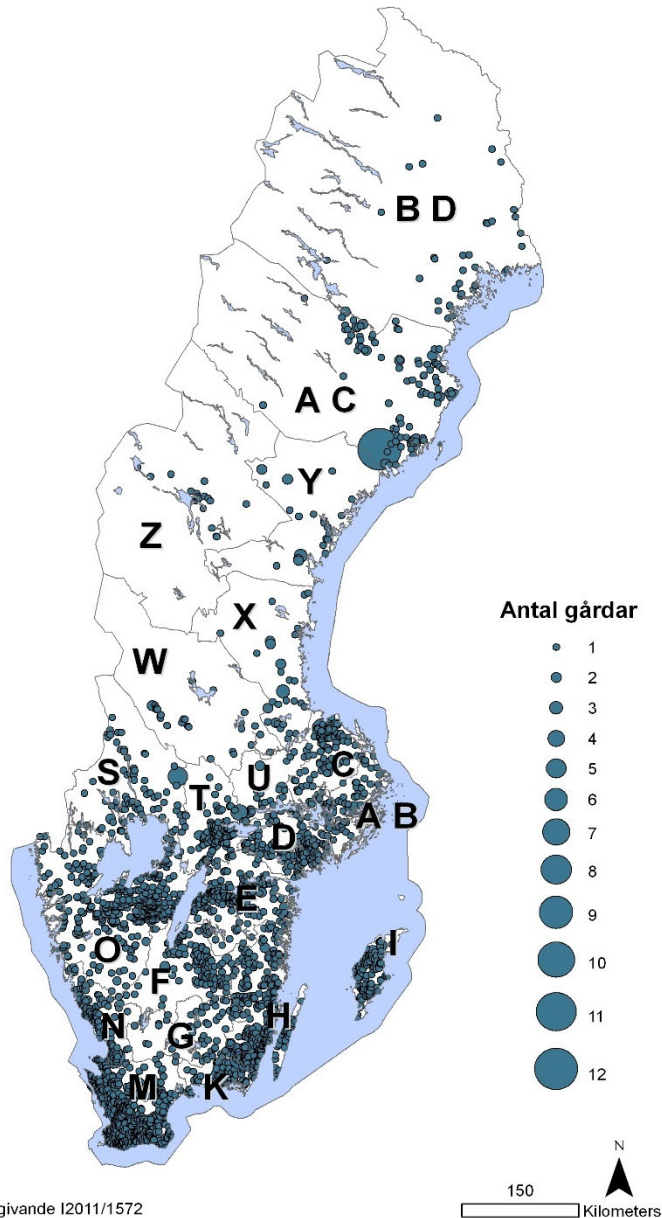 B D
A C
Y
Z
X
W
Antal gårdar
1
2
3
4
5
6
7
8
9
10
11
12
S
U
C
T
A B
D
E
I
O
F
H
N
G
M
K
givande I2011/1572
N
150
Kilometers